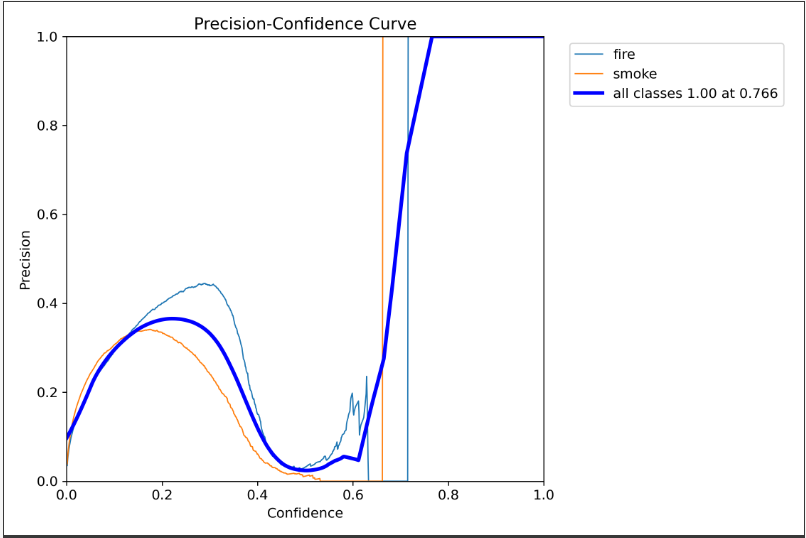 Precision-Confidence Curve
1.0
0.8
0.6
0.4
0.2
0.0
Precision
0.0 0.2 0.4 0.6 0.8 1.0
Confidence
fire
smoke
all classes 1.00 at 0.766